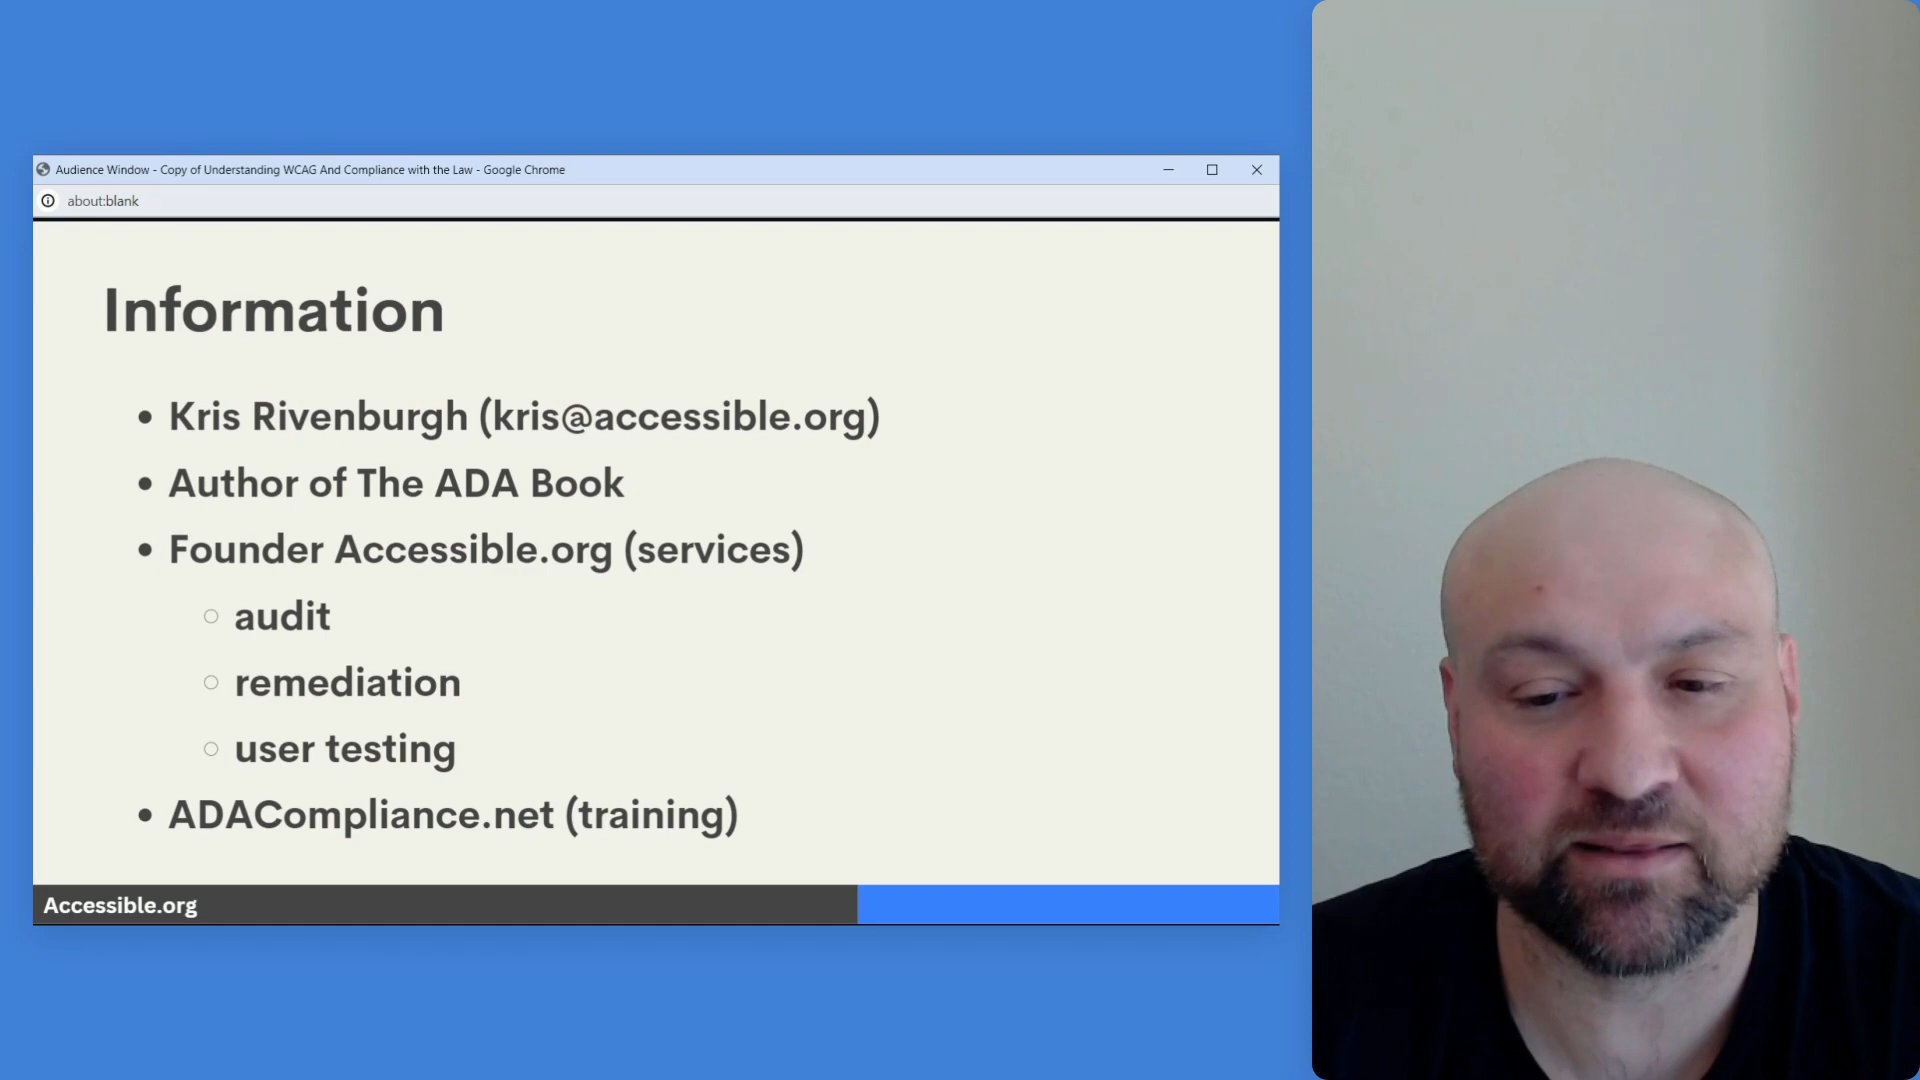 Audience Window - Copy of Understanding WCAG And Compliance with the Law - Google Chrome
about:blank
Information
Kris Rivenburgh (kris@accessible.org)
Author of The ADA Book
Founder Accessible.org (services)
audit
remediation
user testing
ADACompliance.net (training)
Accessible.org